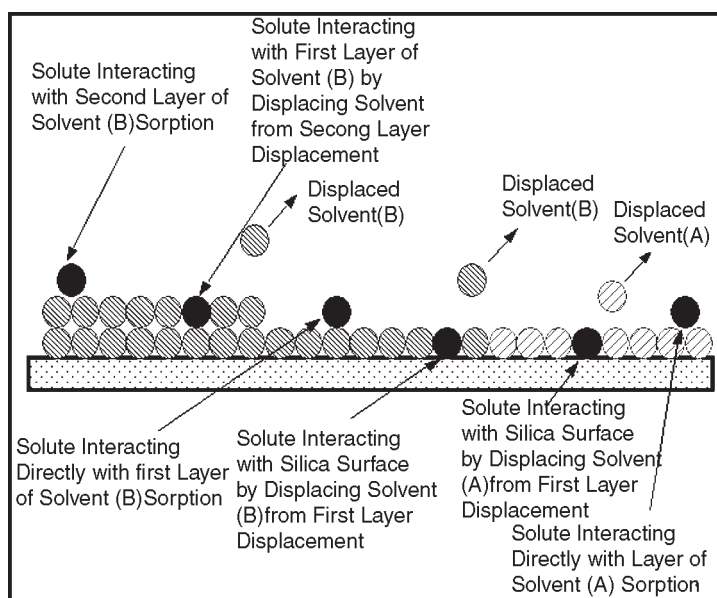 Solute Interacting
with Second Layer of
Solvent (B)Sorption
Solute Interacting
with First Layer of
Solvent (B) by
Displacing Solvent
from Second Layer
Displacement
Displaced
Solvent(B)
Displaced
Solvent(B)
Displaced
Solvent(A)
Solute Interacting
Directly with first Layer
of Solvent (B)Sorption
Solute Interacting
with Silica Surface
by Displacing Solvent
(B)from First Layer
Displacement
Solute Interacting
with Silica Surface
by Displacing Solvent
(A)from First Layer
Displacement
Solute Interacting
Directly with Layer of
Solvent (A) Sorption